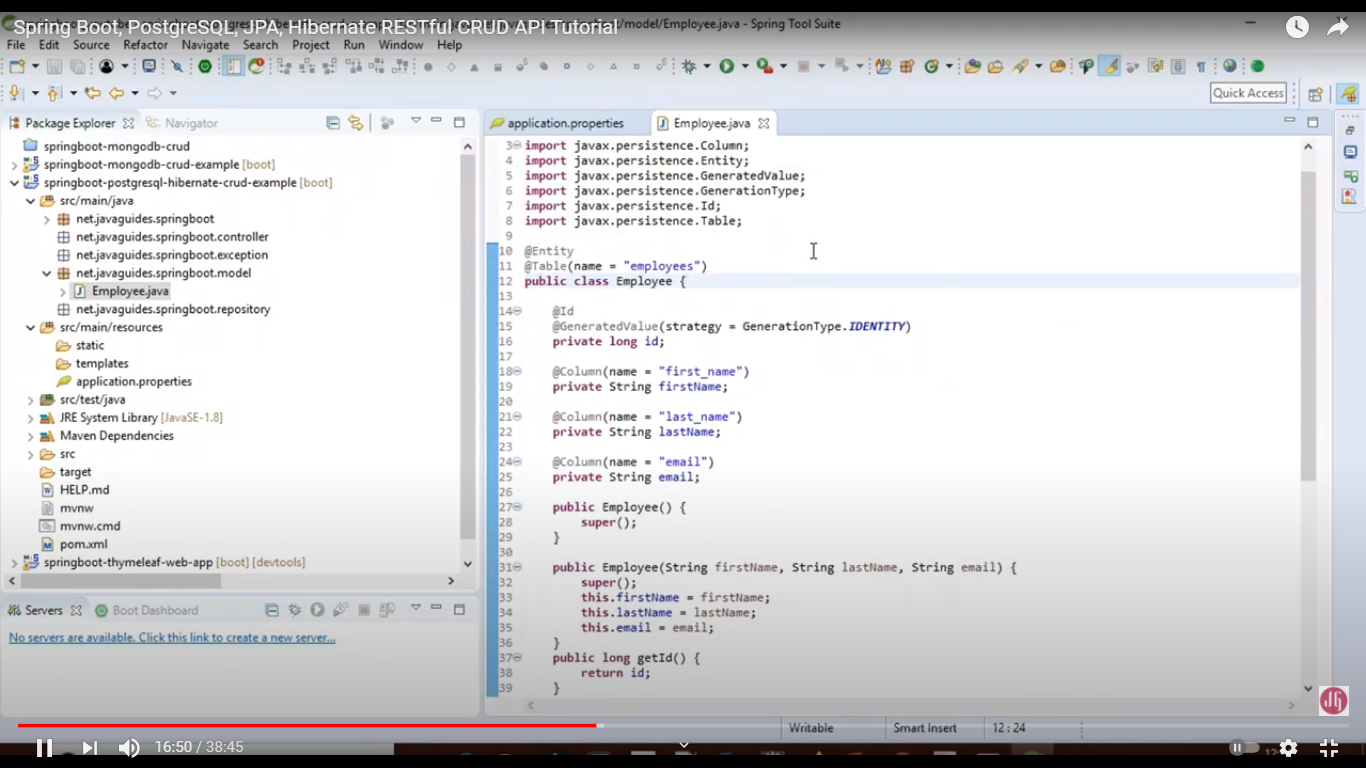 Spring Boot, PostgreSQL, JPA, Hibernate RESTful CRUD API Tutorial
/model/Employee.java - Spring Tool Suite
File Edit Source Refactor Navigate Search Project Run Window Help
Quick Access
Package Explorer Navigator
springboot-mongodb-crud
springboot-mongodb-crud-example [boot]
springboot-postgresql-hibernate-crud-example [boot]
src/main/java
net.javaguides.springboot
net.javaguides.springboot.controller
net.javaguides.springboot.exception
net.javaguides.springboot.model
Employee.java
net.javaguides.springboot.repository
src/main/resources
static
templates
application.properties
src/test/java
JRE System Library [JavaSE-1.8]
Maven Dependencies
src
target
HELP.md
mvnw
mvnw.cmd
pom.xml
springboot-thymeleaf-web-app [boot] [devtools]
Servers Boot Dashboard
No servers are available. Click this link to create a new server...
application.properties Employee.java
3 import javax.persistence.Column;
4 import javax.persistence.Entity;
5 import javax.persistence.GeneratedValue;
6 import javax.persistence.GenerationType;
7 import javax.persistence.Id;
8 import javax.persistence.Table;
9
10 @Entity
11 @Table(name = "employees")
12 public class Employee {
13
14 @Id
15 @GeneratedValue(strategy = GenerationType.IDENTITY)
16 private long id;
17
18 @Column(name = "first_name")
19 private String firstName;
20
21 @Column(name = "last_name")
22 private String lastName;
23
24 @Column(name = "email")
25 private String email;
26
27 public Employee() {
28 super();
29 }
30
31 public Employee(String firstName, String lastName, String email) {
32 super();
33 this.firstName = firstName;
34 this.lastName = lastName;
35 this.email = email;
36 }
37 public long getId() {
38 return id;
39 }
JG
Writable Smart Insert 12 : 24
16:50 / 38:45